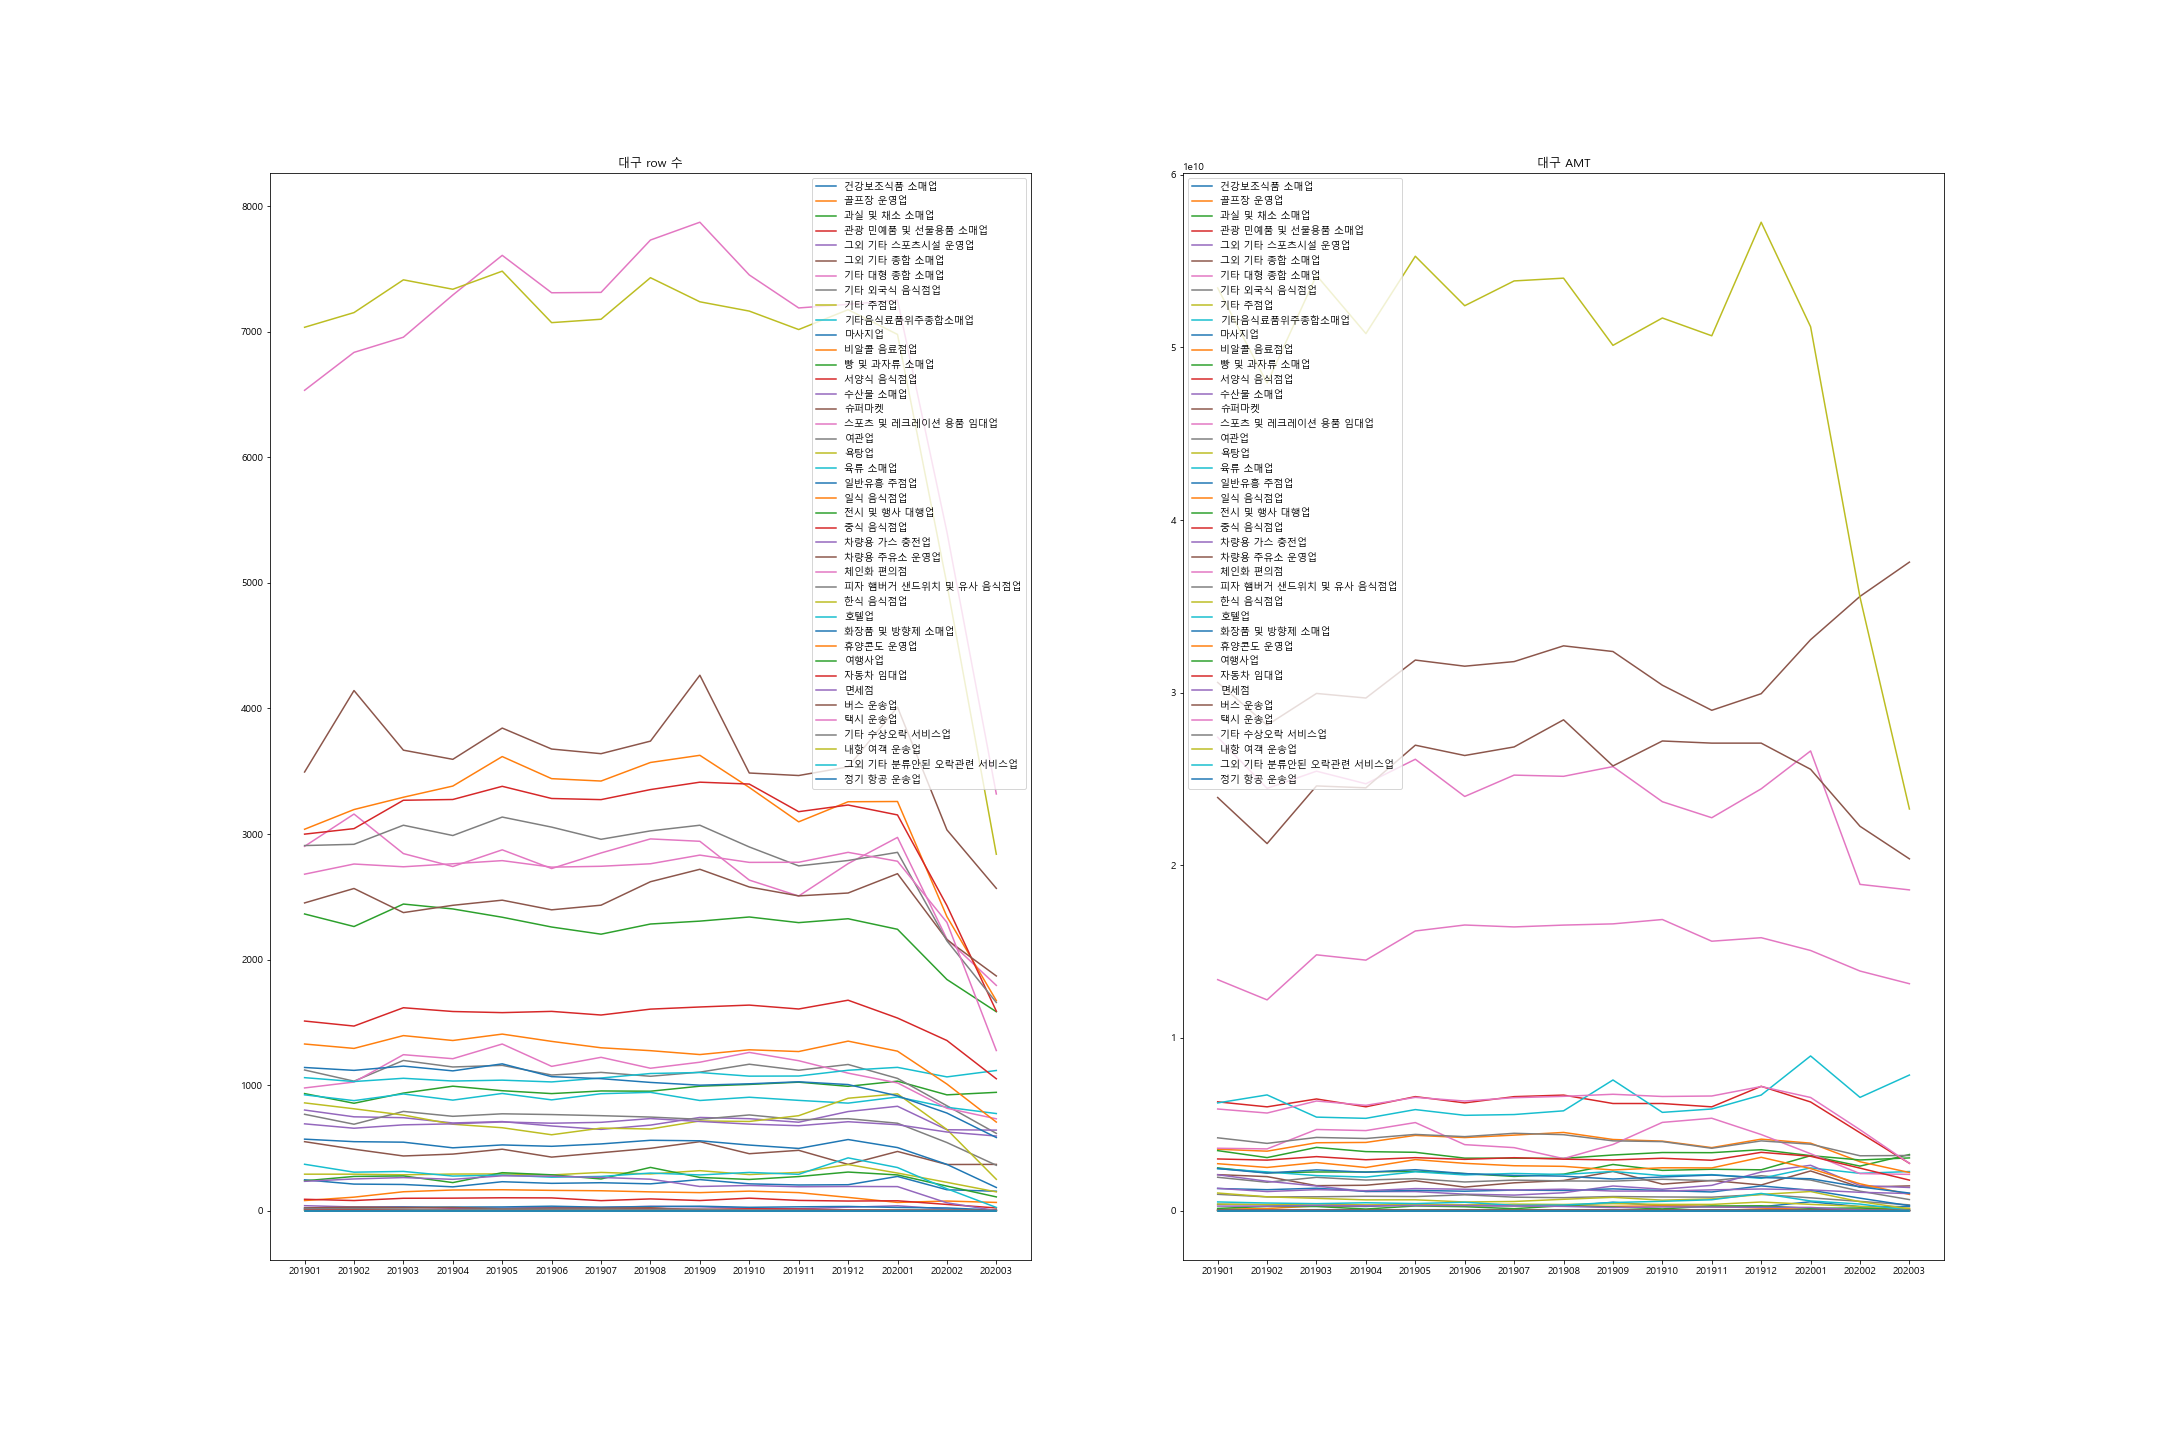 대구 row 수
8000
7000
6000
5000
4000
3000
2000
1000
0
201901 201902 201903 201904 201905 201906 201907 201908 201909 201910 201911 201912 202001 202002 202003
건강보조식품 소매업
골프장 운영업
과실 및 채소 소매업
관광 민예품 및 선물용품 소매업
그외 기타 스포츠시설 운영업
그외 기타 종합 소매업
기타 대형 종합 소매업
기타 외국식 음식점업
기타 주점업
기타음식료품위주종합소매업
마사지업
비알콜 음료점업
빵 및 과자류 소매업
서양식 음식점업
수산물 소매업
슈퍼마켓
스포츠 및 레크레이션 용품 임대업
여관업
욕탕업
육류 소매업
일반유흥 주점업
일식 음식점업
전시 및 행사 대행업
중식 음식점업
차량용 가스 충전업
차량용 주유소 운영업
체인화 편의점
피자 햄버거 샌드위치 및 유사 음식점업
한식 음식점업
호텔업
화장품 및 방향제 소매업
휴양콘도 운영업
여행사업
자동차 임대업
면세점
버스 운송업
택시 운송업
기타 수상오락 서비스업
내항 여객 운송업
그외 기타 분류안된 오락관련 서비스업
정기 항공 운송업
대구 AMT
1e10
6
5
4
3
2
1
0
201901 201902 201903 201904 201905 201906 201907 201908 201909 201910 201911 201912 202001 202002 202003
건강보조식품 소매업
골프장 운영업
과실 및 채소 소매업
관광 민예품 및 선물용품 소매업
그외 기타 스포츠시설 운영업
그외 기타 종합 소매업
기타 대형 종합 소매업
기타 외국식 음식점업
기타 주점업
기타음식료품위주종합소매업
마사지업
비알콜 음료점업
빵 및 과자류 소매업
서양식 음식점업
수산물 소매업
슈퍼마켓
스포츠 및 레크레이션 용품 임대업
여관업
욕탕업
육류 소매업
일반유흥 주점업
일식 음식점업
전시 및 행사 대행업
중식 음식점업
차량용 가스 충전업
차량용 주유소 운영업
체인화 편의점
피자 햄버거 샌드위치 및 유사 음식점업
한식 음식점업
호텔업
화장품 및 방향제 소매업
휴양콘도 운영업
여행사업
자동차 임대업
면세점
버스 운송업
택시 운송업
기타 수상오락 서비스업
내항 여객 운송업
그외 기타 분류안된 오락관련 서비스업
정기 항공 운송업